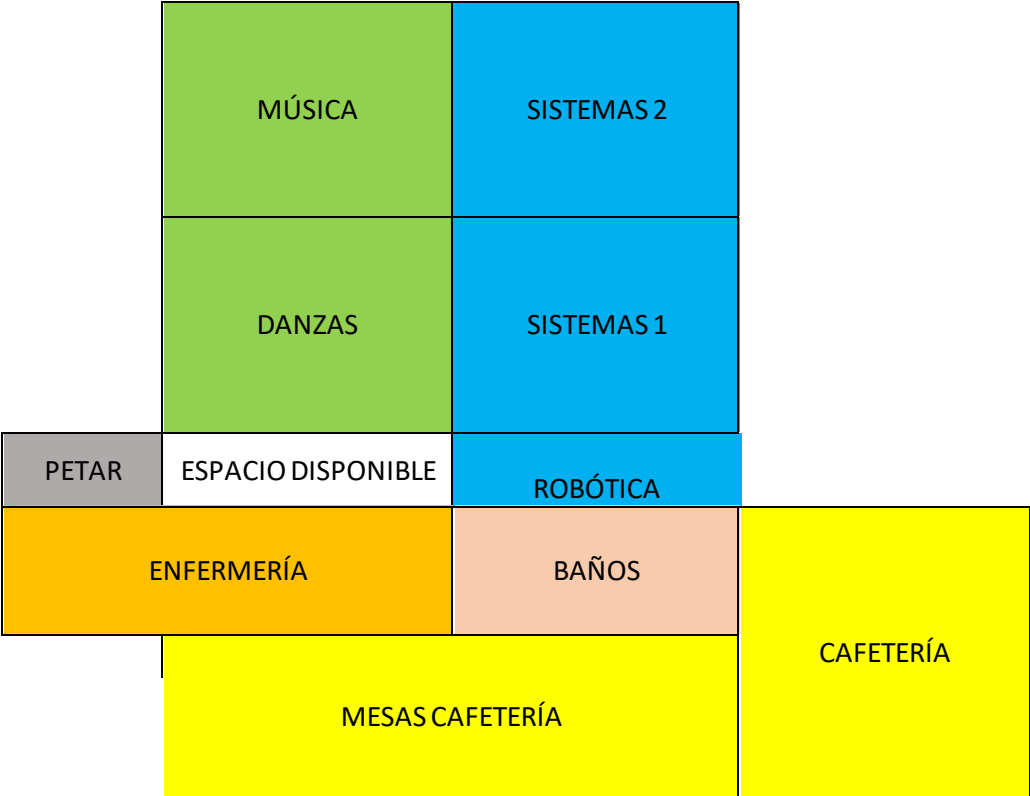 MÚSICA
SISTEMAS 2
DANZAS
SISTEMAS 1
PETAR
ESPACIO DISPONIBLE
ROBÓTICA
ENFERMERÍA
BAÑOS
CAFETERÍA
MESAS CAFETERÍA